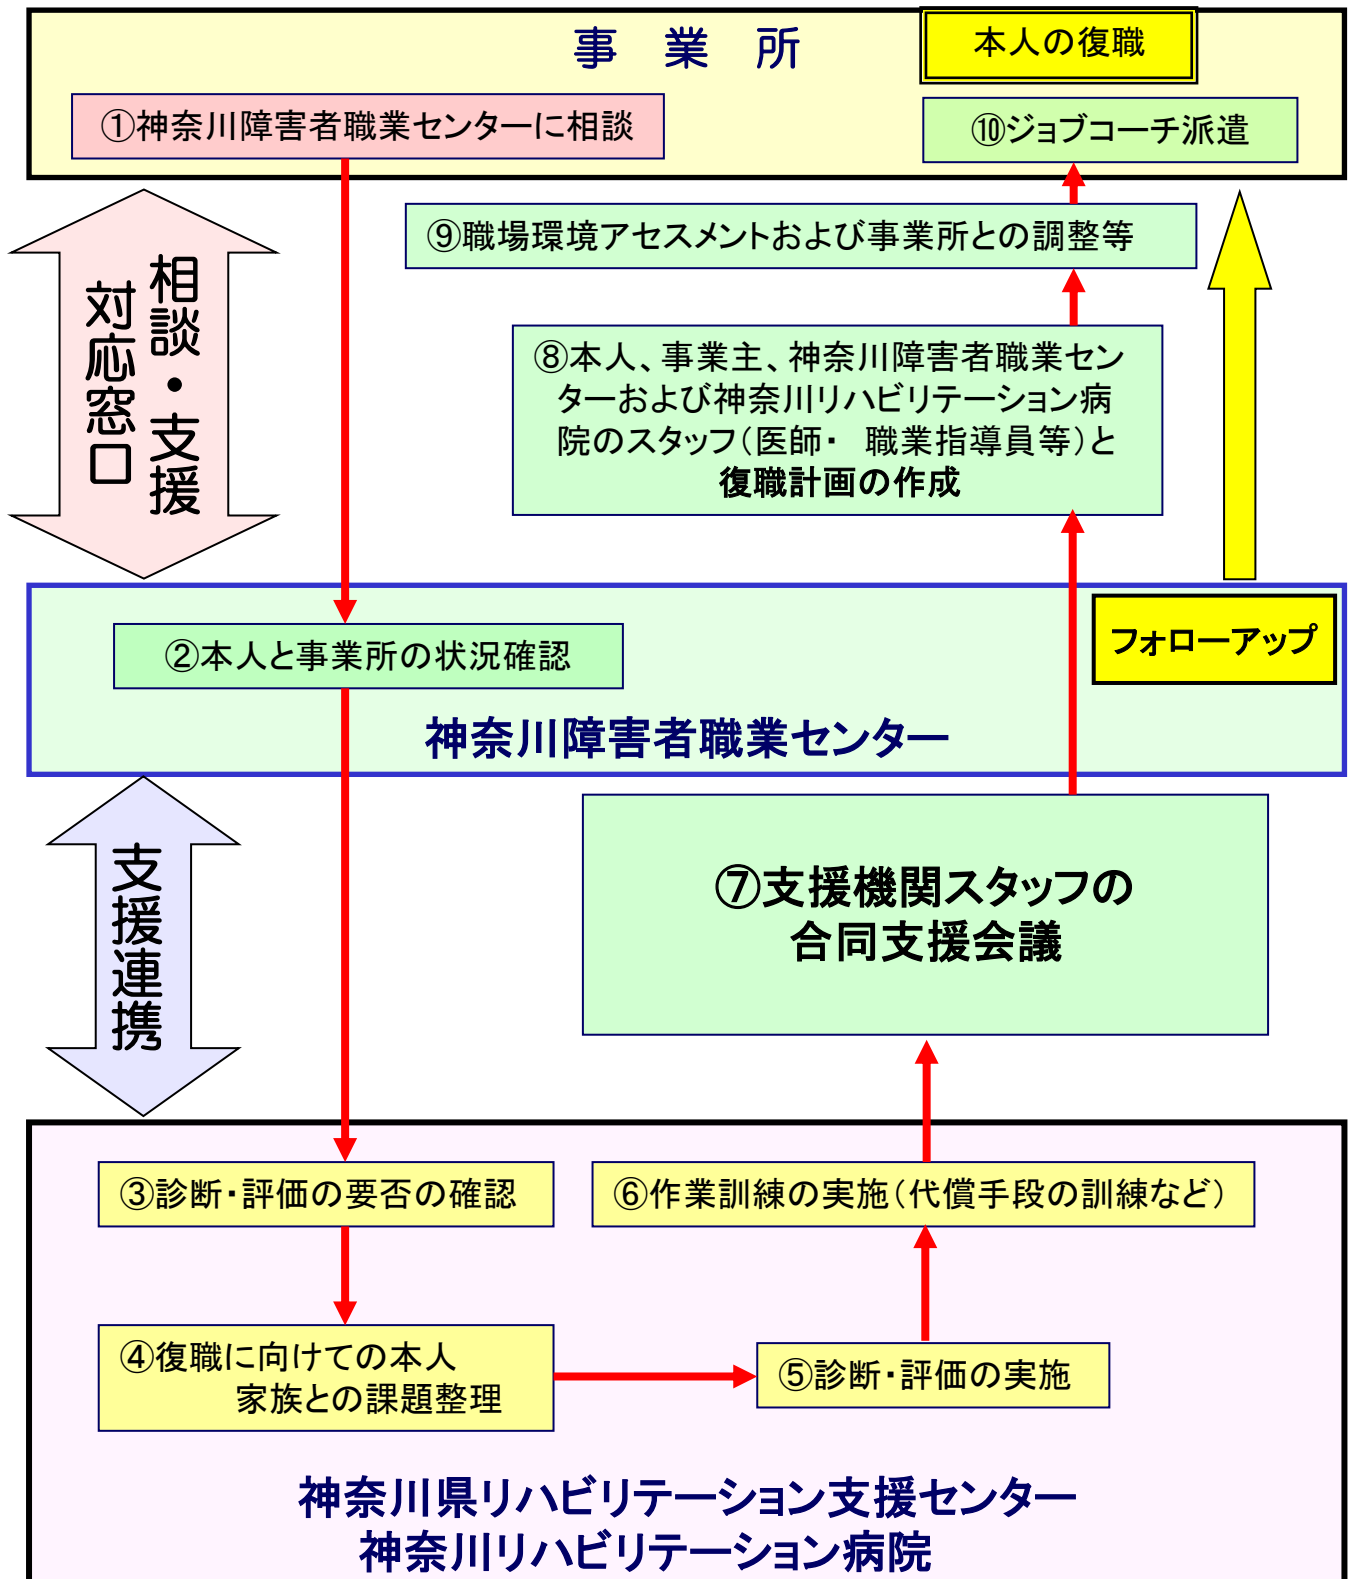 事 業 所
本人の復職
①神奈川障害者職業センターに相談
⑩ジョブコーチ派遣
⑨職場環境アセスメントおよび事業所との調整等
相談・支援
対応窓口
⑧本人、事業主、神奈川障害者職業セン
ターおよび神奈川リハビリテーション病
院のスタッフ(医師・ 職業指導員等)と
復職計画の作成
フォローアップ
②本人と事業所の状況確認
神奈川障害者職業センター
支援連携
⑦支援機関スタッフの
合同支援会議
③診断・評価の要否の確認
⑥作業訓練の実施(代償手段の訓練など)
④復職に向けての本人
家族との課題整理
⑤診断・評価の実施
神奈川県リハビリテーション支援センター
神奈川リハビリテーション病院